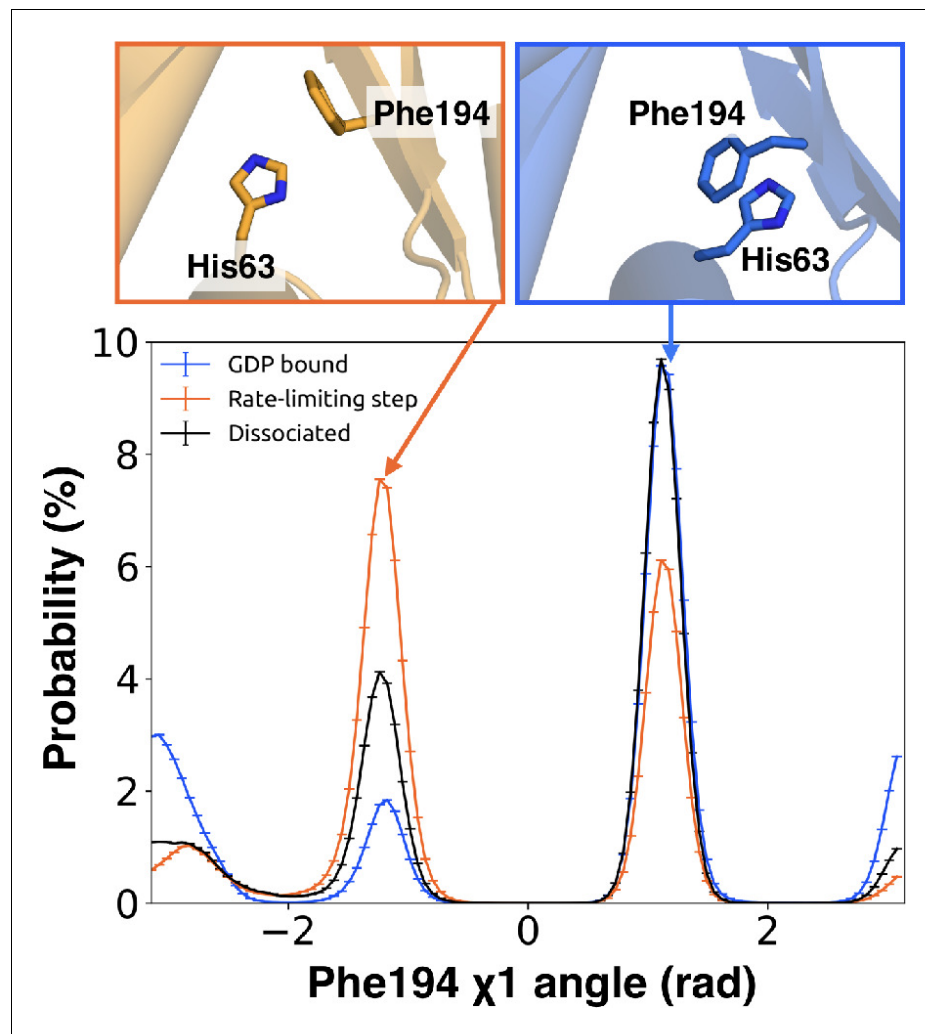 Phe194
His63
Phe194
His63
10
8
6
4
2
0
Probability (%)
GDP bound
Rate-limiting step
Dissociated
−2
0
2
Phe194 χ1 angle (rad)